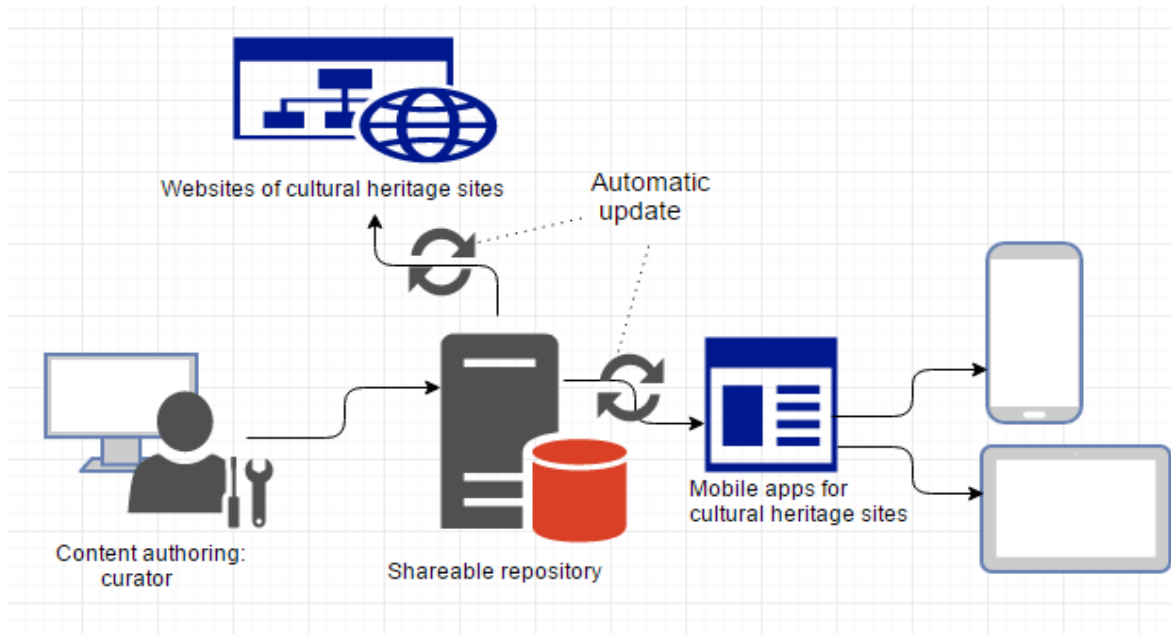 Websites of cultural heritage sites
Automatic
update
Content authoring:
curator
Shareable repository
Mobile apps for
cultural heritage sites